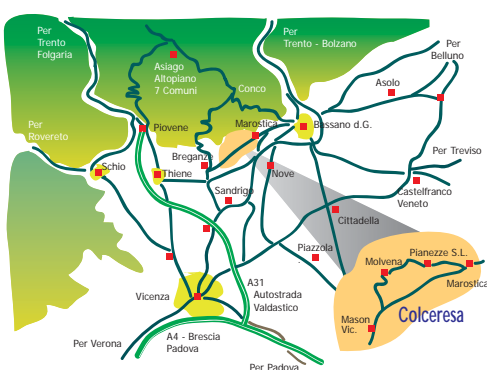 Per
Trento
Folgaria
Per
Trento - Bolzano
Per
Belluno
Asiago
Altopiano
7 Comuni
Conco
Asolo
Per
Rovereto
Piovene
Marostica
Bassano d.G.
Breganze
Per Treviso
Schio
Thiene
Nove
Sandrigo
Castelfranco
Veneto
Cittadella
Piazzola
Pianezze S.L.
Molvena
Marostica
A31
Autostrada
Valdastico
Vicenza
Colceresa
Mason
Vic.
A4 - Brescia
Padova
Per Verona
Per Padova